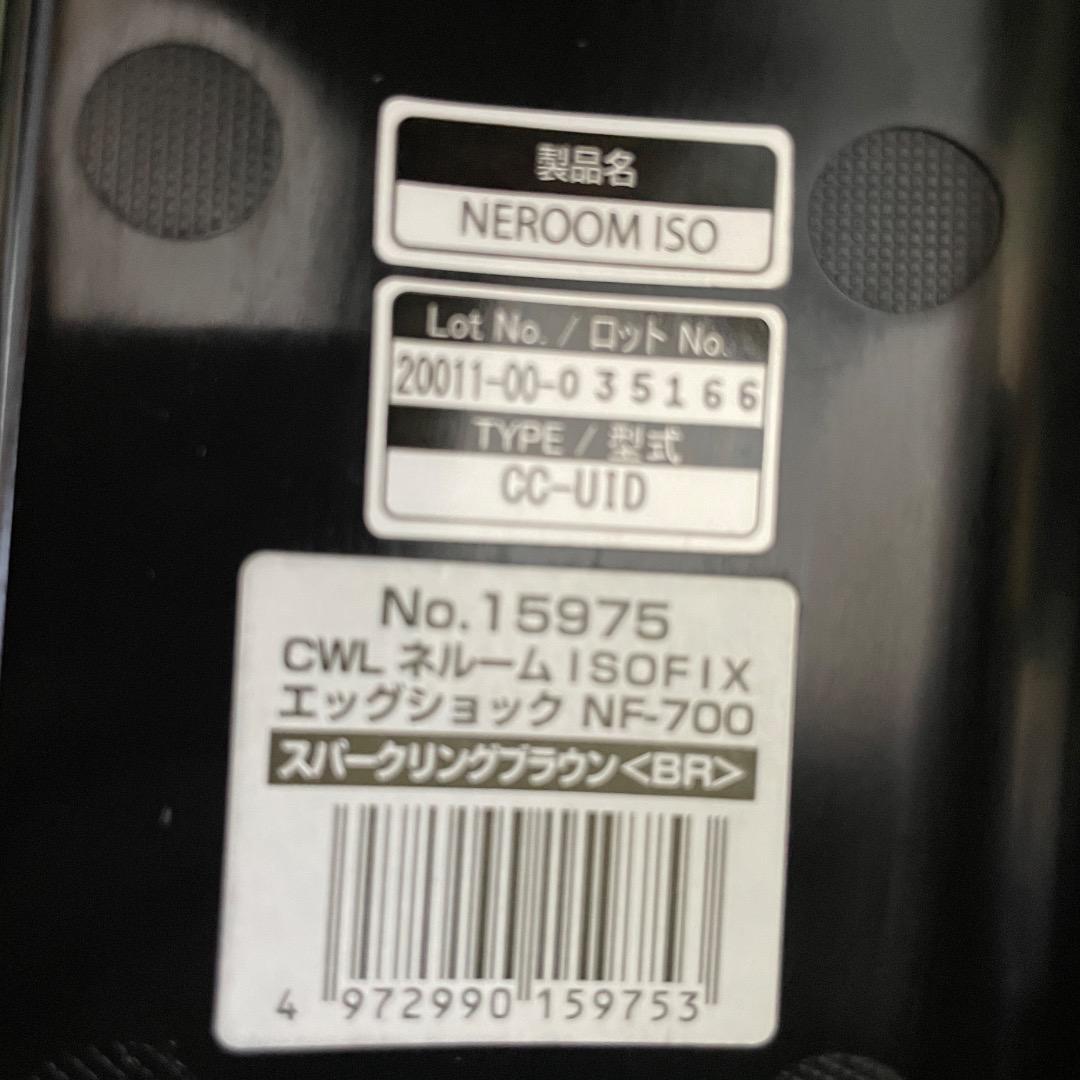 製品名
NEROOM ISO
Lot No. / ロット No.
20011-00-035166
TYPE / 型式
CC-UID
No.15975
CWL ネルーム ISOFIX
エッグショック NF-700
スパークリングブラウン<BR>
4 972990 159753